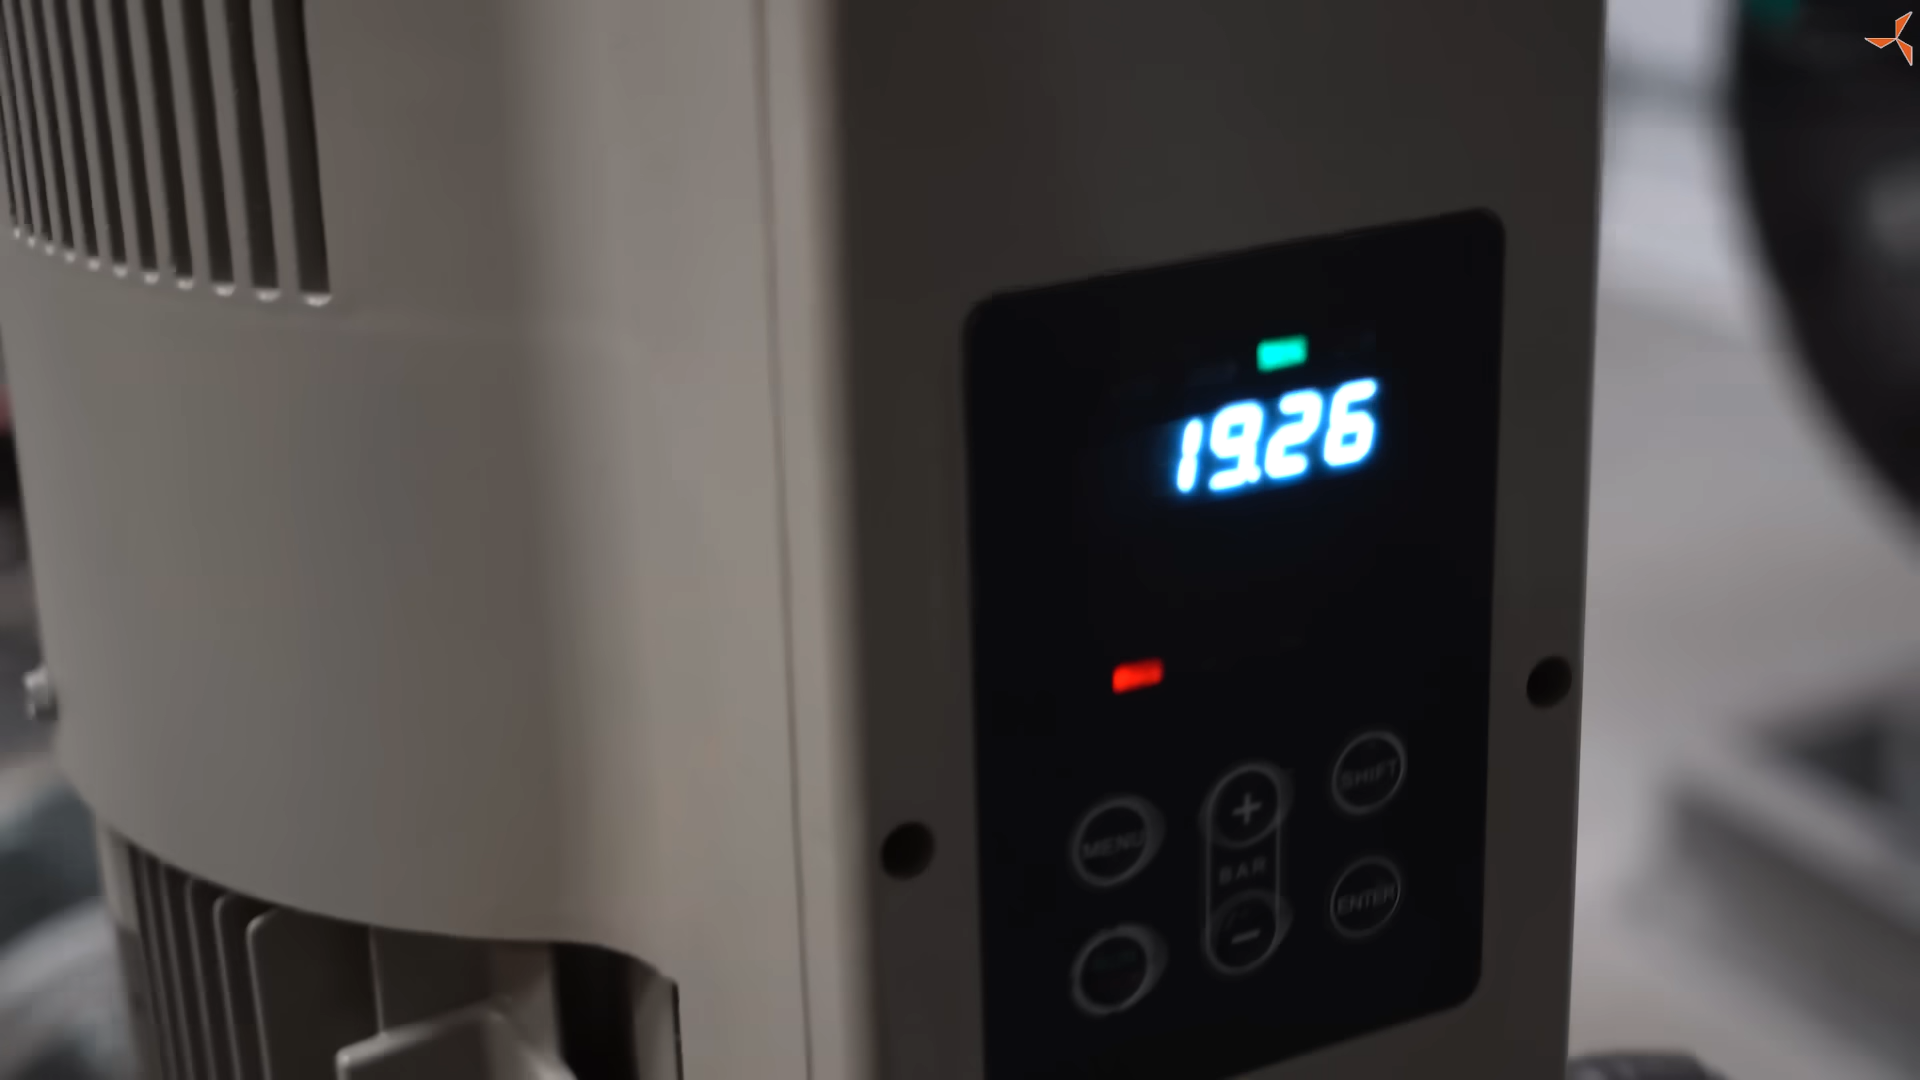 19.26
SHIFT
+
MENU
BAR
ENTER
-